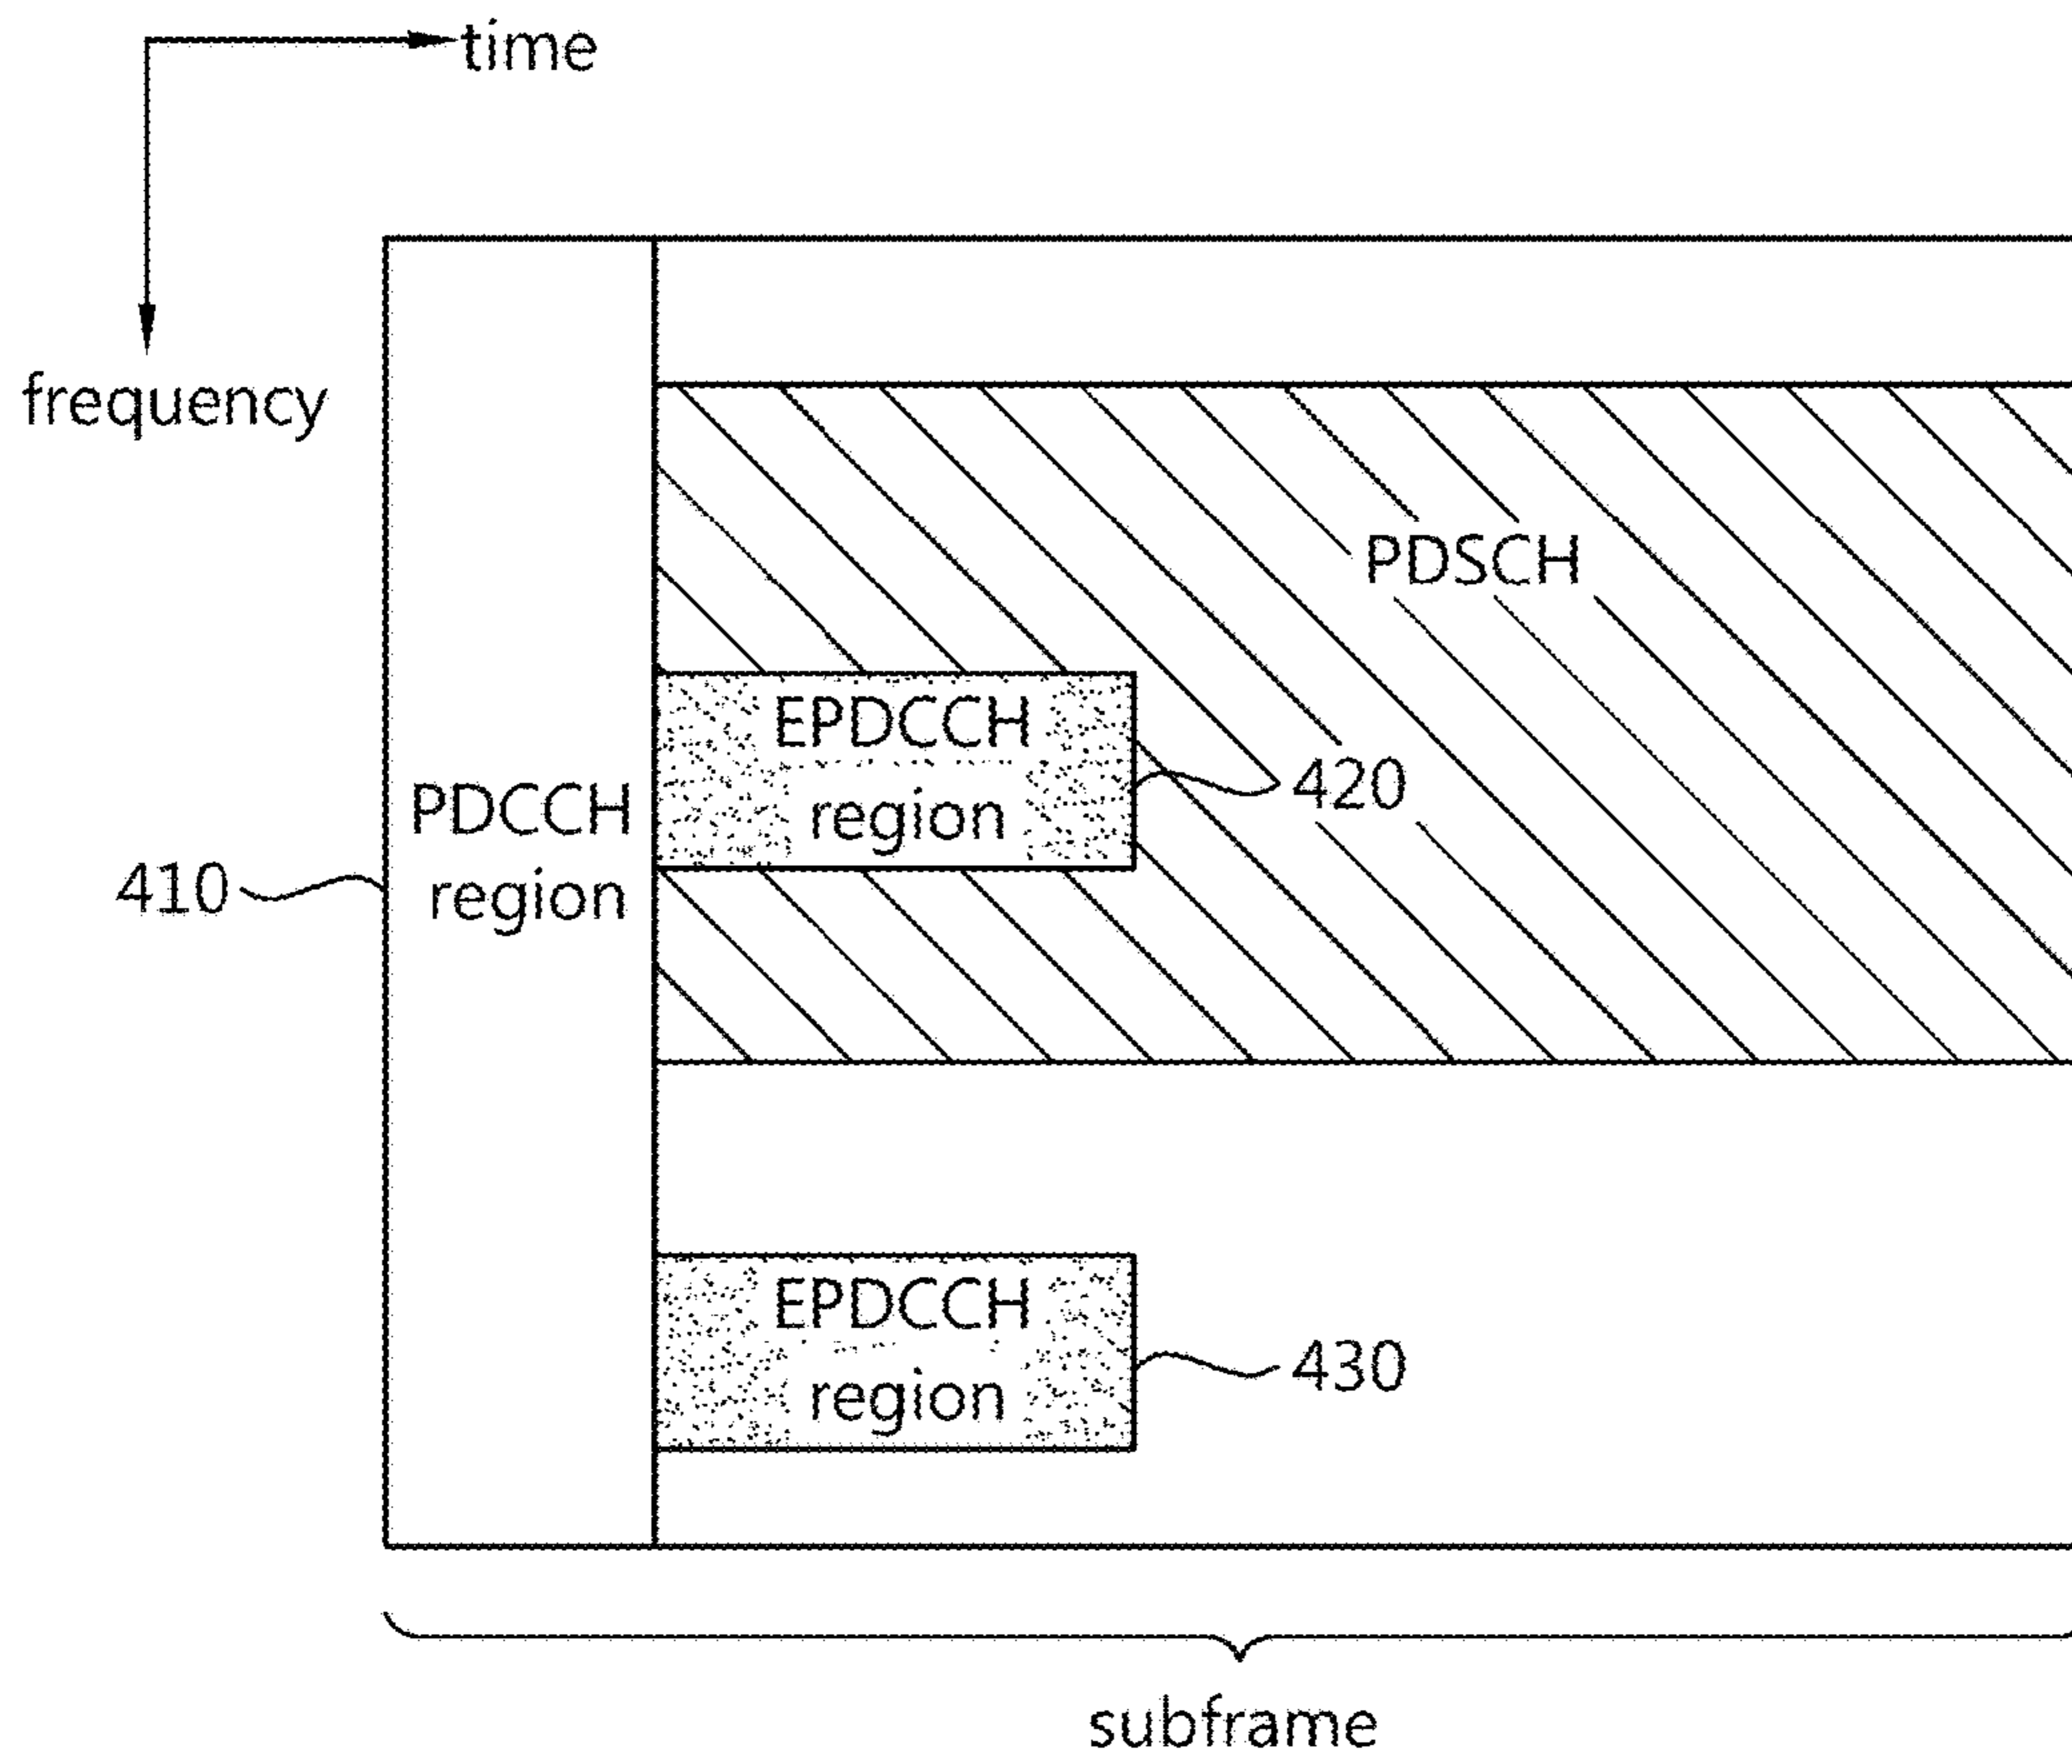 time
frequency
PDSCH
EPDCCH
region
420
PDCCH
region
410
EPDCCH
region
430
subframe